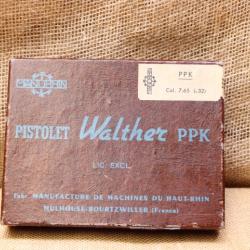 MANURHIN
PPK
Cal. 7,65 (.32)
PISTOLET Walther PPK
LIC. EXCL.
Fabr. MANUFACTURE DE MACHINES DU HAUT-RHIN
MULHOUSE-BOURTZWILLER (France)